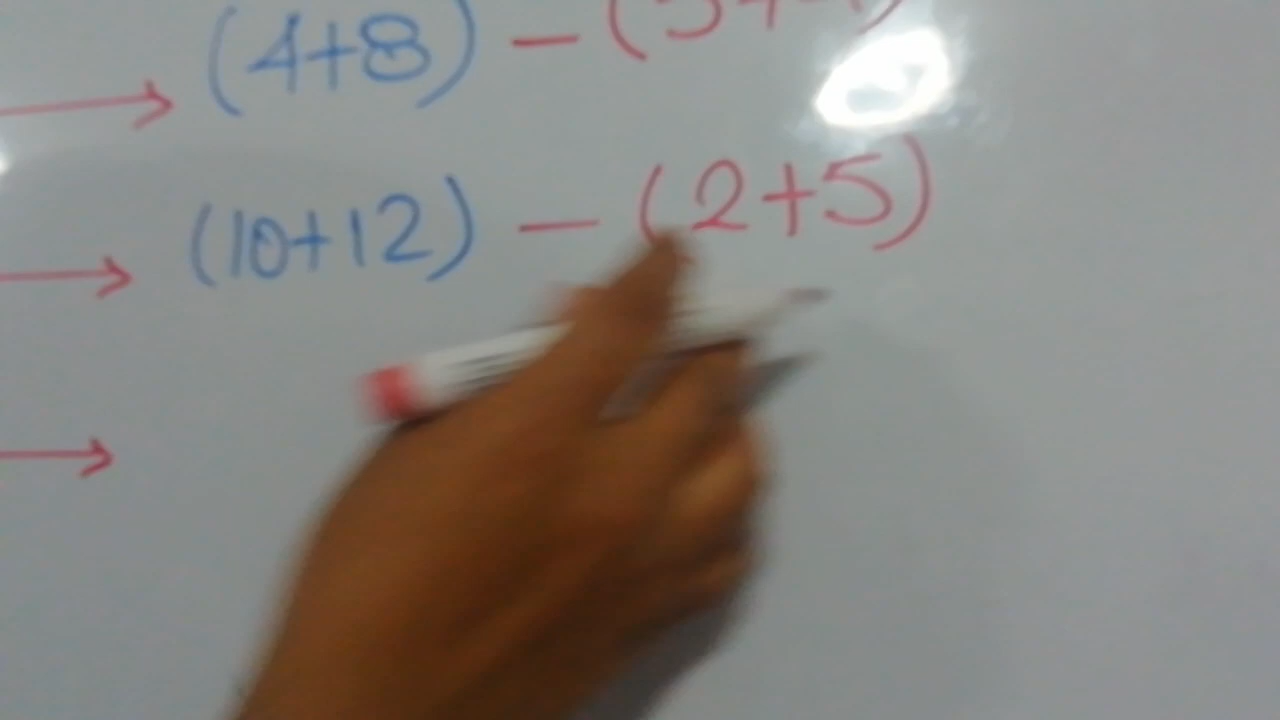 → (4+8) − (
→ (10+12) − (2+5)
→